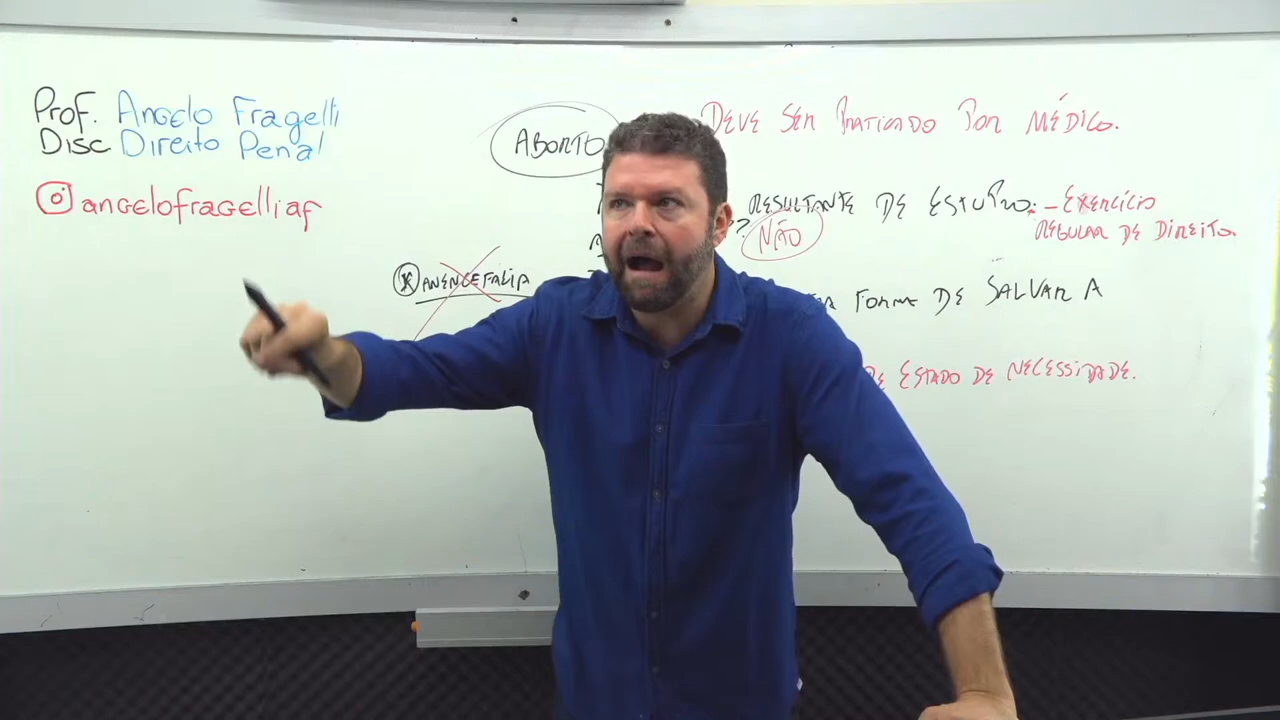 Prof. Angelo Fragelli
Disc Direito Penal
angelofragelliaf
ABORTO
DEVE SER PRATICADO POR MÉDICO.
? RESULTANTE DE ESTUPRO. - EXERCÍCIO
REGULAR DE DIREITO
NÃO
ANENCEFALIA
FORMA DE SALVAR A
DE ESTADO DE NECESSIDADE.